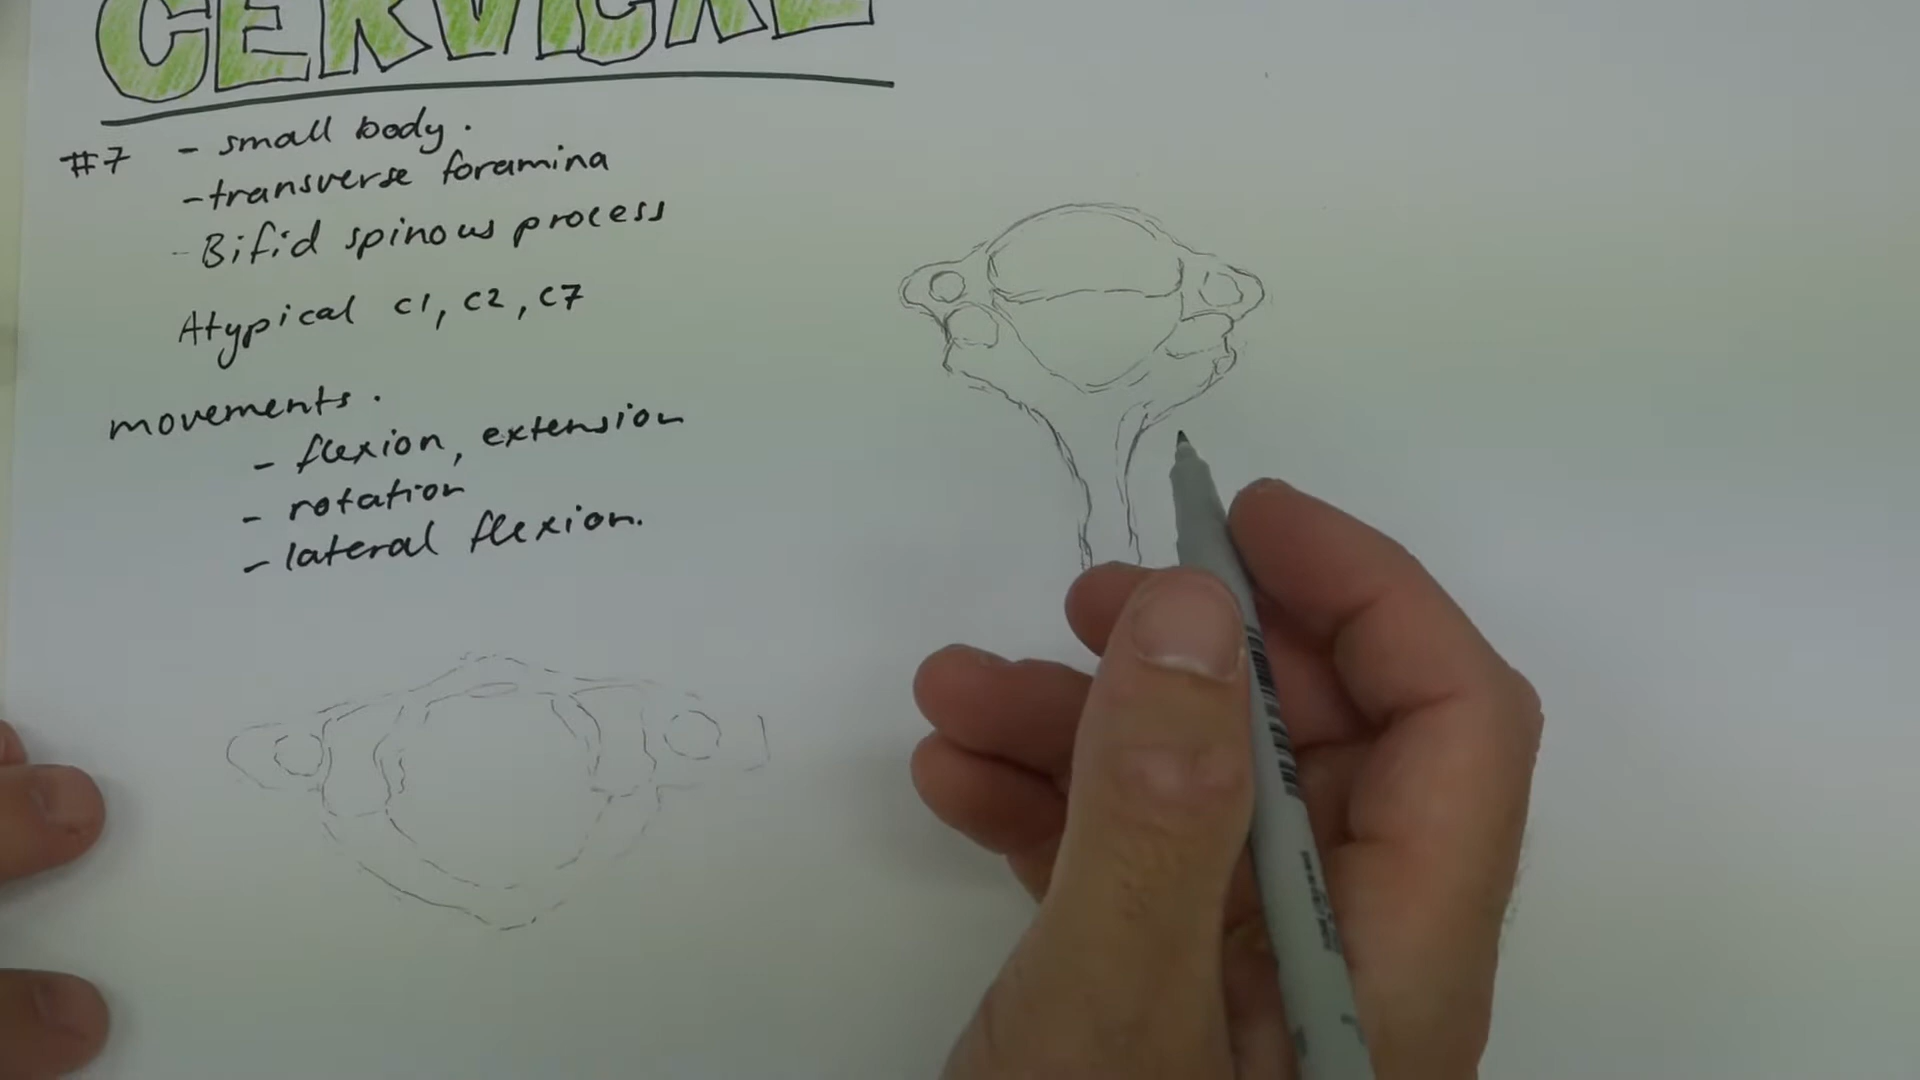 CERVICAL
#7 - small body.
- transverse foramina
- Bifid spinous process
Atypical c1, c2, c7
movements.
- flexion, extension
- rotation
- lateral flexion.